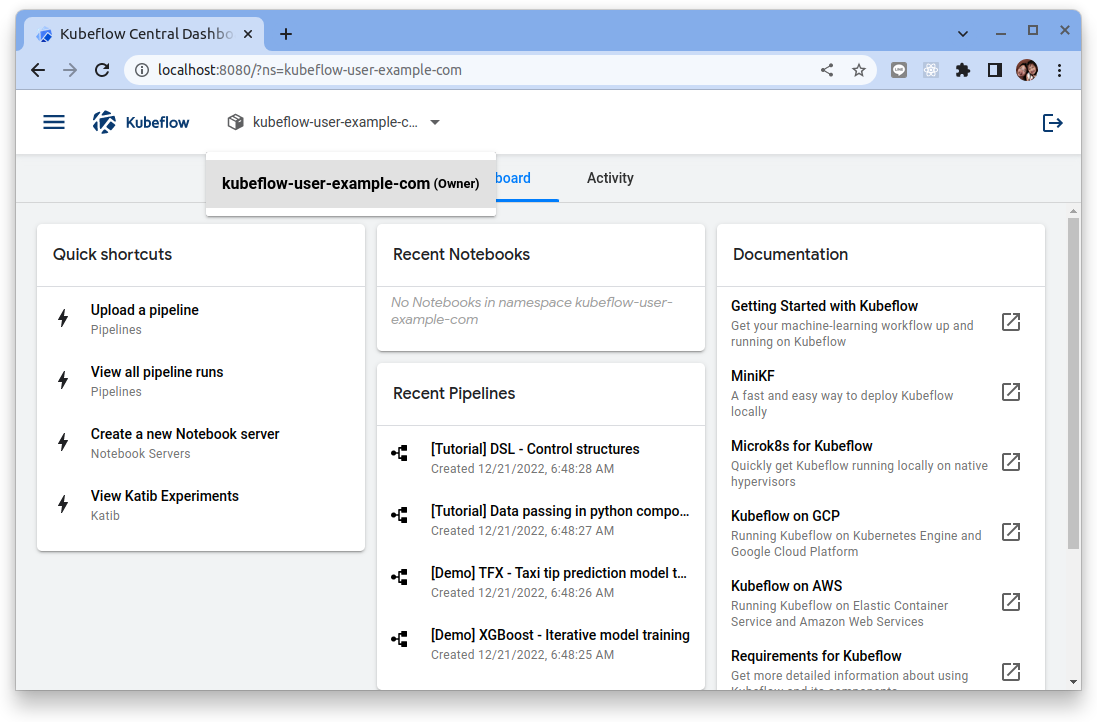 Kubeflow Central Dashbo
localhost:8080/?ns=kubeflow-user-example-com
Kubeflow
kubeflow-user-example-c...
kubeflow-user-example-com (Owner)
board
Activity
Quick shortcuts
Upload a pipeline
Pipelines
View all pipeline runs
Pipelines
Create a new Notebook server
Notebook Servers
View Katib Experiments
Katib
Recent Notebooks
No Notebooks in namespace kubeflow-user-
example-com
Recent Pipelines
[Tutorial] DSL - Control structures
Created 12/21/2022, 6:48:28 AM
[Tutorial] Data passing in python compo...
Created 12/21/2022, 6:48:27 AM
[Demo] TFX - Taxi tip prediction model t...
Created 12/21/2022, 6:48:26 AM
[Demo] XGBoost - Iterative model training
Created 12/21/2022, 6:48:25 AM
Documentation
Getting Started with Kubeflow
Get your machine-learning workflow up and
running on Kubeflow
MiniKF
A fast and easy way to deploy Kubeflow
locally
Microk8s for Kubeflow
Quickly get Kubeflow running locally on native
hypervisors
Kubeflow on GCP
Running Kubeflow on Kubernetes Engine and
Google Cloud Platform
Kubeflow on AWS
Running Kubeflow on Elastic Container
Service and Amazon Web Services
Requirements for Kubeflow
Get more detailed information about using
Kubeflow and its components